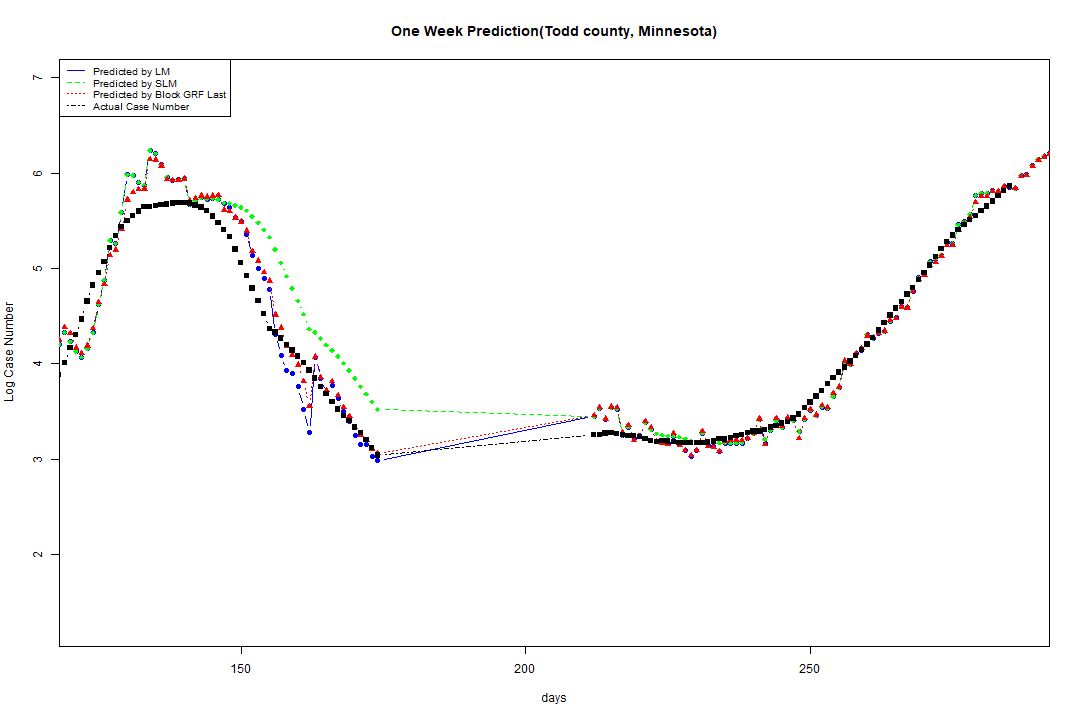 One Week Prediction(Todd county, Minnesota)
Predicted by LM
Predicted by SLM
Predicted by Block GRF Last
Actual Case Number
7
6
5
4
3
2
Log Case Number
150 200 250
days